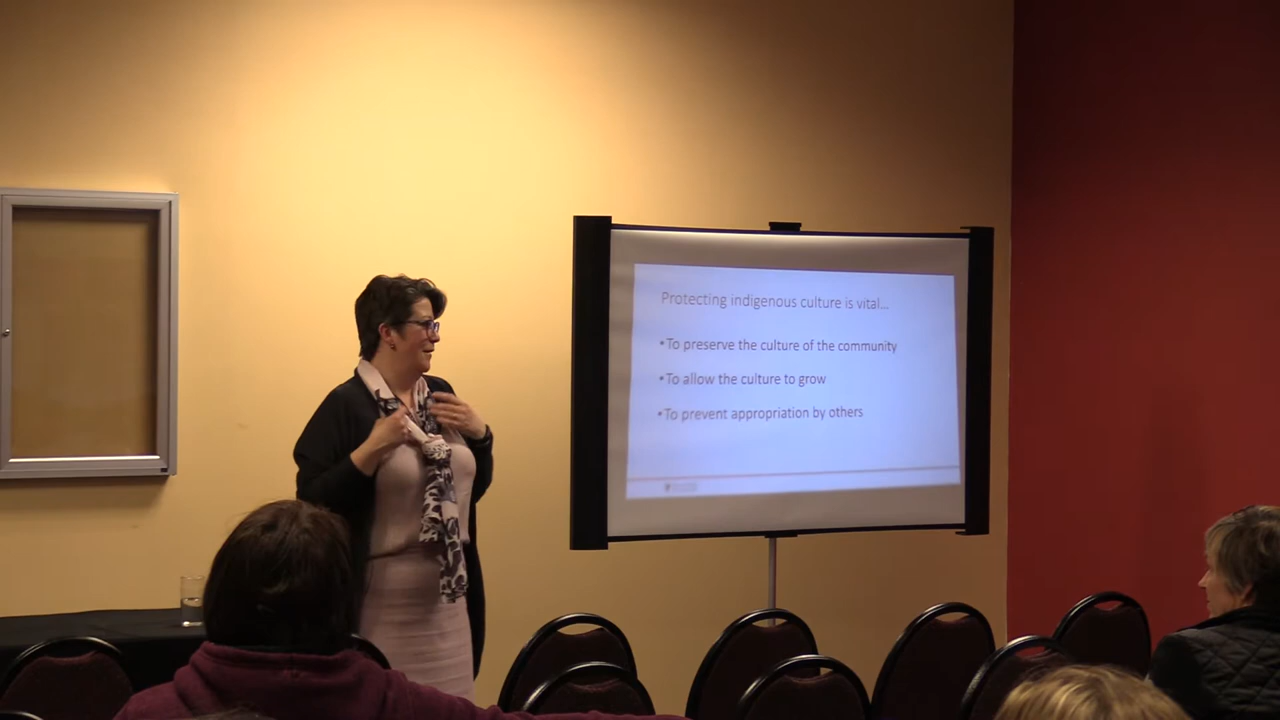 Protecting indigenous culture is vital...
•To preserve the culture of the community
•To allow the culture to grow
•To prevent appropriation by others